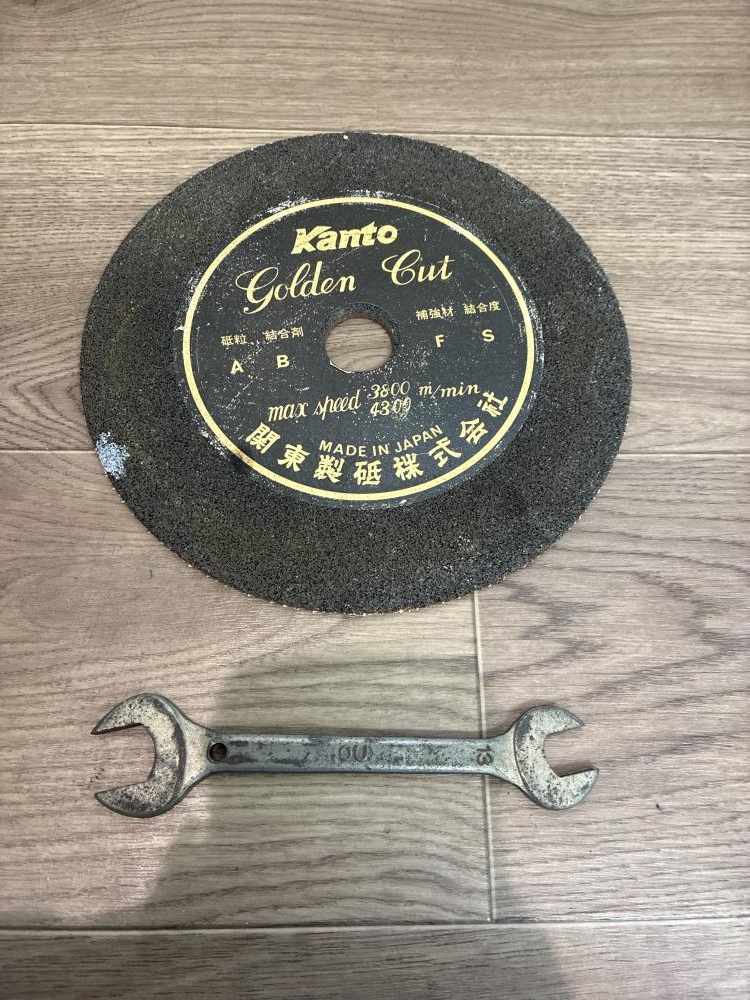 Kanto
Golden Cut
砥粒 結合剤 補強材 結合度
A B F S
max speed 3800 m/min
4300
MADE IN JAPAN
関東製砥株式会社
13